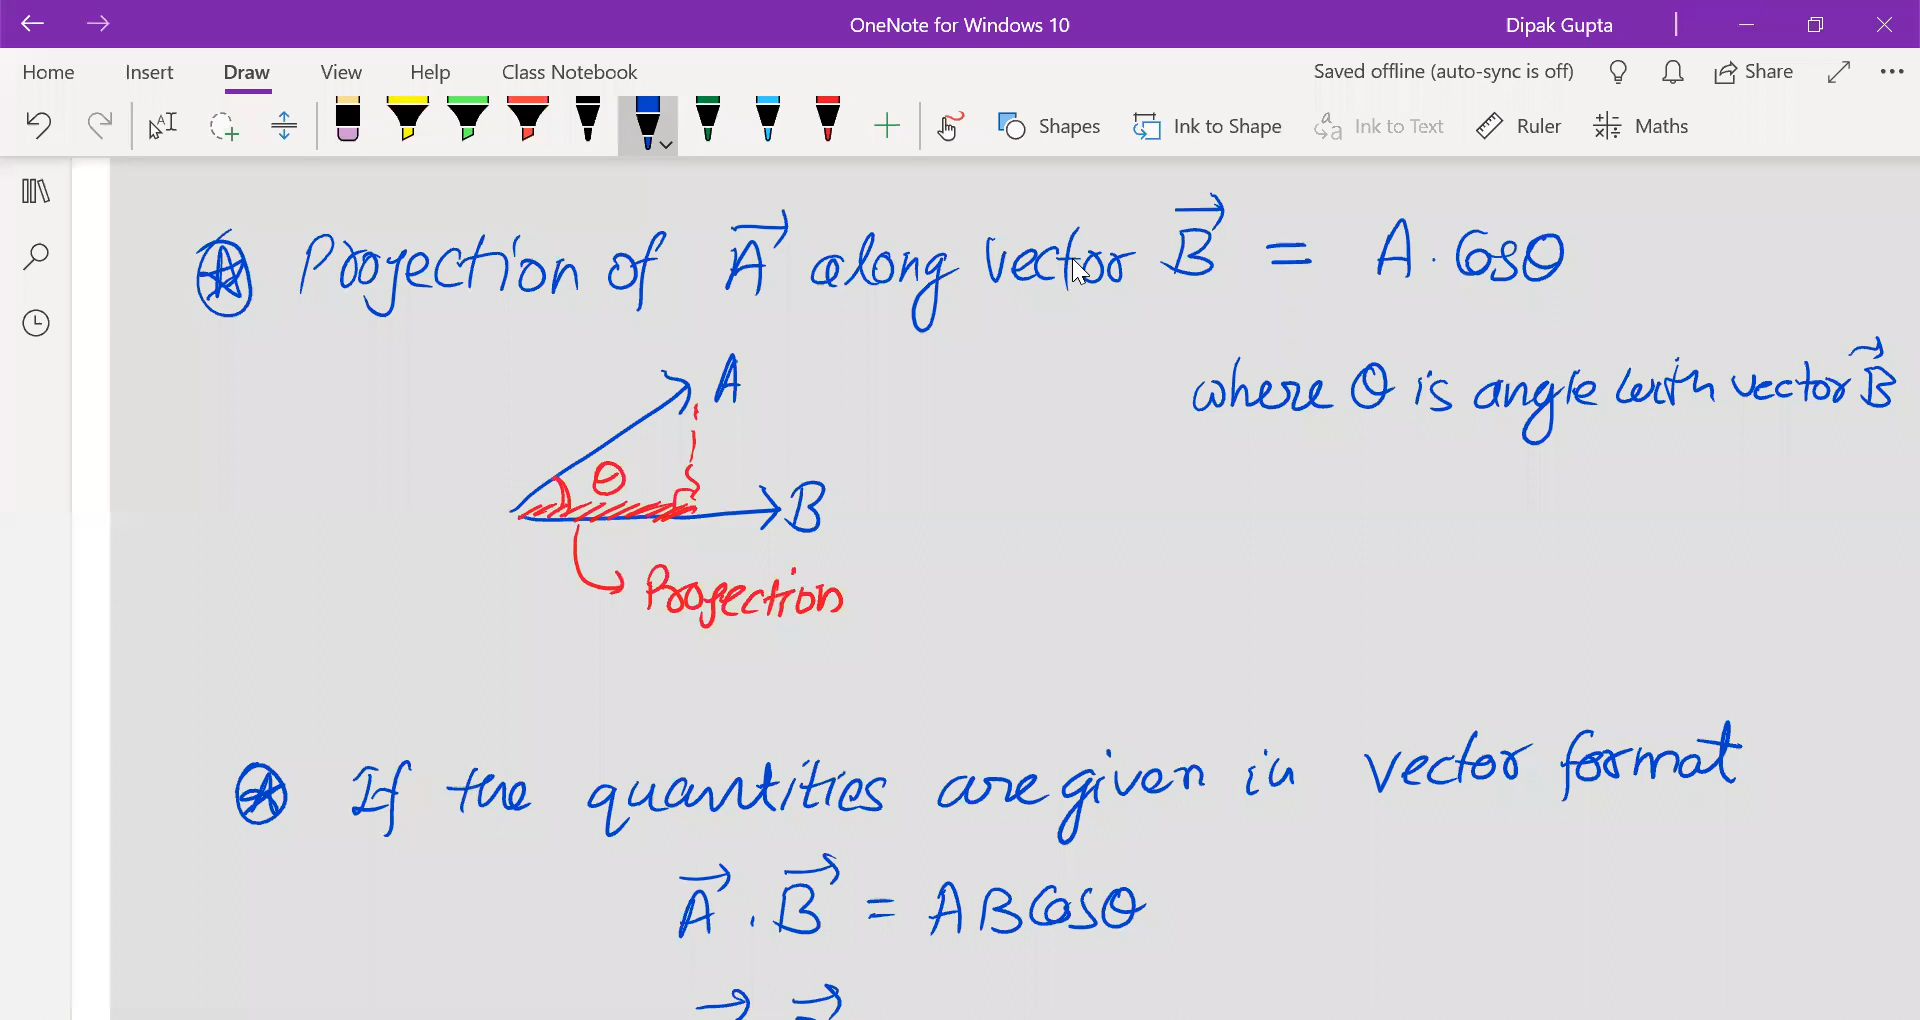 OneNote for Windows 10
Dipak Gupta
Home Insert Draw View Help Class Notebook
Saved offline (auto-sync is off) Share
Shapes Ink to Shape Ink to Text Ruler Maths
Projection of A⃗ along vector B⃗ = A . Cosθ
where θ is angle with vector B⃗
A
θ
B
Projection
If the quantities are given in vector format
A⃗ . B⃗ = A B Cosθ